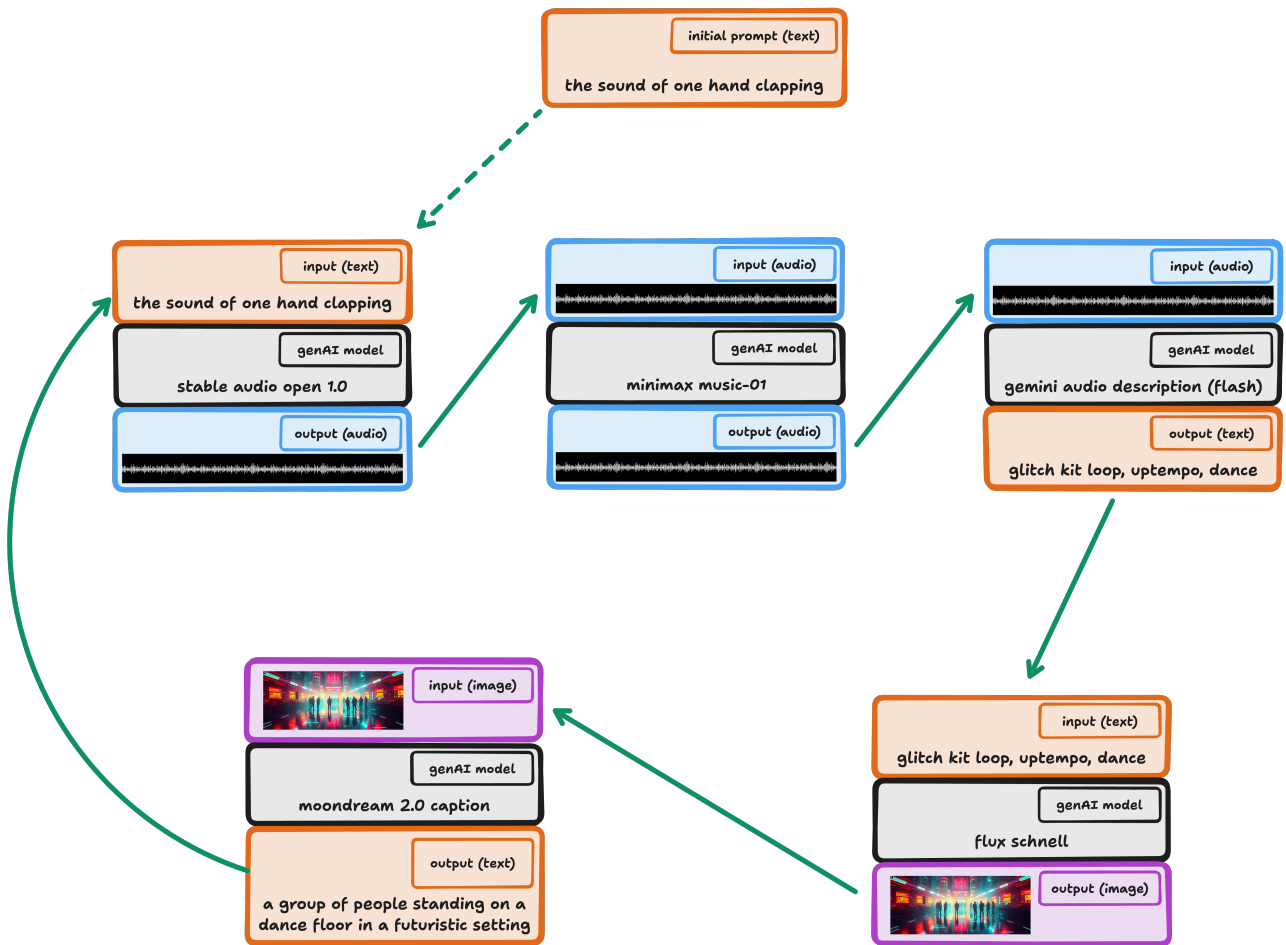 initial prompt (text)
the sound of one hand clapping
input (text)
the sound of one hand clapping
genAI model
stable audio open 1.0
output (audio)
input (audio)
genAI model
minimax music-01
output (audio)
input (audio)
genAI model
gemini audio description (flash)
output (text)
glitch kit loop, uptempo, dance
input (text)
glitch kit loop, uptempo, dance
genAI model
flux schnell
output (image)
input (image)
genAI model
moondream 2.0 caption
output (text)
a group of people standing on a
dance floor in a futuristic setting